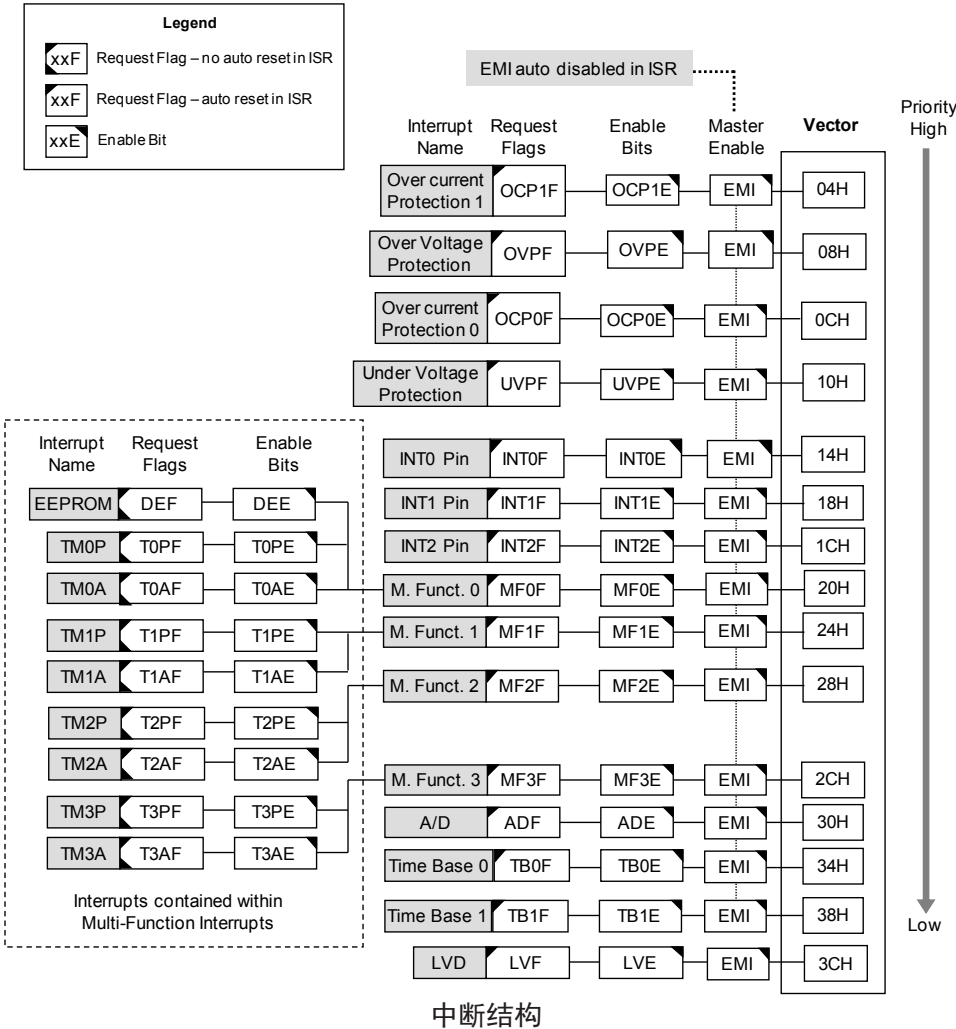 Legend
xxF Request Flag – no auto reset in ISR
xxF Request Flag – auto reset in ISR
xxE Enable Bit
EMI auto disabled in ISR
Priority
High
Interrupt Name Request Flags Enable Bits Master Enable Vector
Over current Protection 1 OCP1F OCP1E EMI 04H
Over Voltage Protection OVPF OVPE EMI 08H
Over current Protection 0 OCP0F OCP0E EMI 0CH
Under Voltage Protection UVPF UVPE EMI 10H
INT0 Pin INT0F INT0E EMI 14H
INT1 Pin INT1F INT1E EMI 18H
INT2 Pin INT2F INT2E EMI 1CH
M. Funct. 0 MF0F MF0E EMI 20H
M. Funct. 1 MF1F MF1E EMI 24H
M. Funct. 2 MF2F MF2E EMI 28H
M. Funct. 3 MF3F MF3E EMI 2CH
A/D ADF ADE EMI 30H
Time Base 0 TB0F TB0E EMI 34H
Time Base 1 TB1F TB1E EMI 38H
LVD LVF LVE EMI 3CH
Low
Interrupt Name Request Flags Enable Bits
EEPROM DEF DEE
TM0P T0PF T0PE
TM0A T0AF T0AE
TM1P T1PF T1PE
TM1A T1AF T1AE
TM2P T2PF T2PE
TM2A T2AF T2AE
TM3P T3PF T3PE
TM3A T3AF T3AE
Interrupts contained within
Multi-Function Interrupts
中断结构